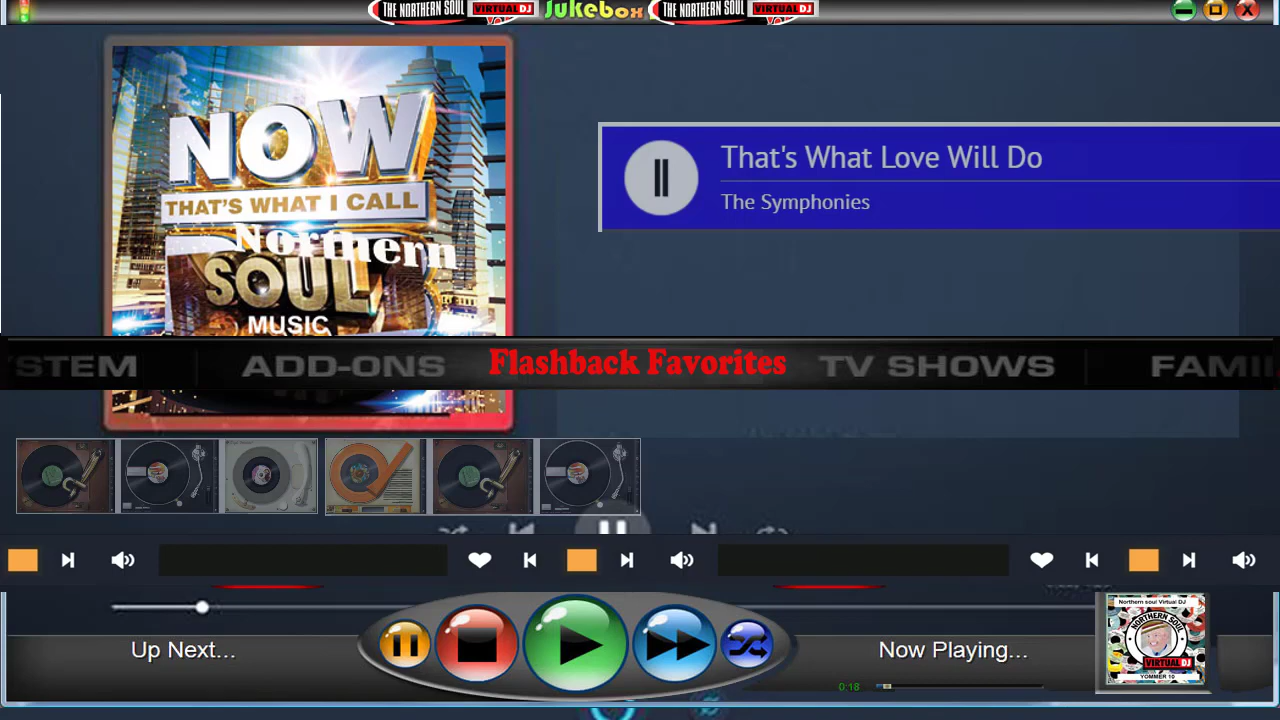 THE NORTHERN SOUL VIRTUAL DJ Jukebox THE NORTHERN SOUL VIRTUAL DJ
X
NOW
THAT'S WHAT I CALL
Northern
SOUL
MUSIC
That's What Love Will Do
The Symphonies
STEM ADD-ONS Flashback Favorites TV SHOWS FAMI
Up Next...
Now Playing...
0:18
Northern soul Virtual DJ
NORTHERN SOUL
VIRTUAL DJ
YOMMER 10